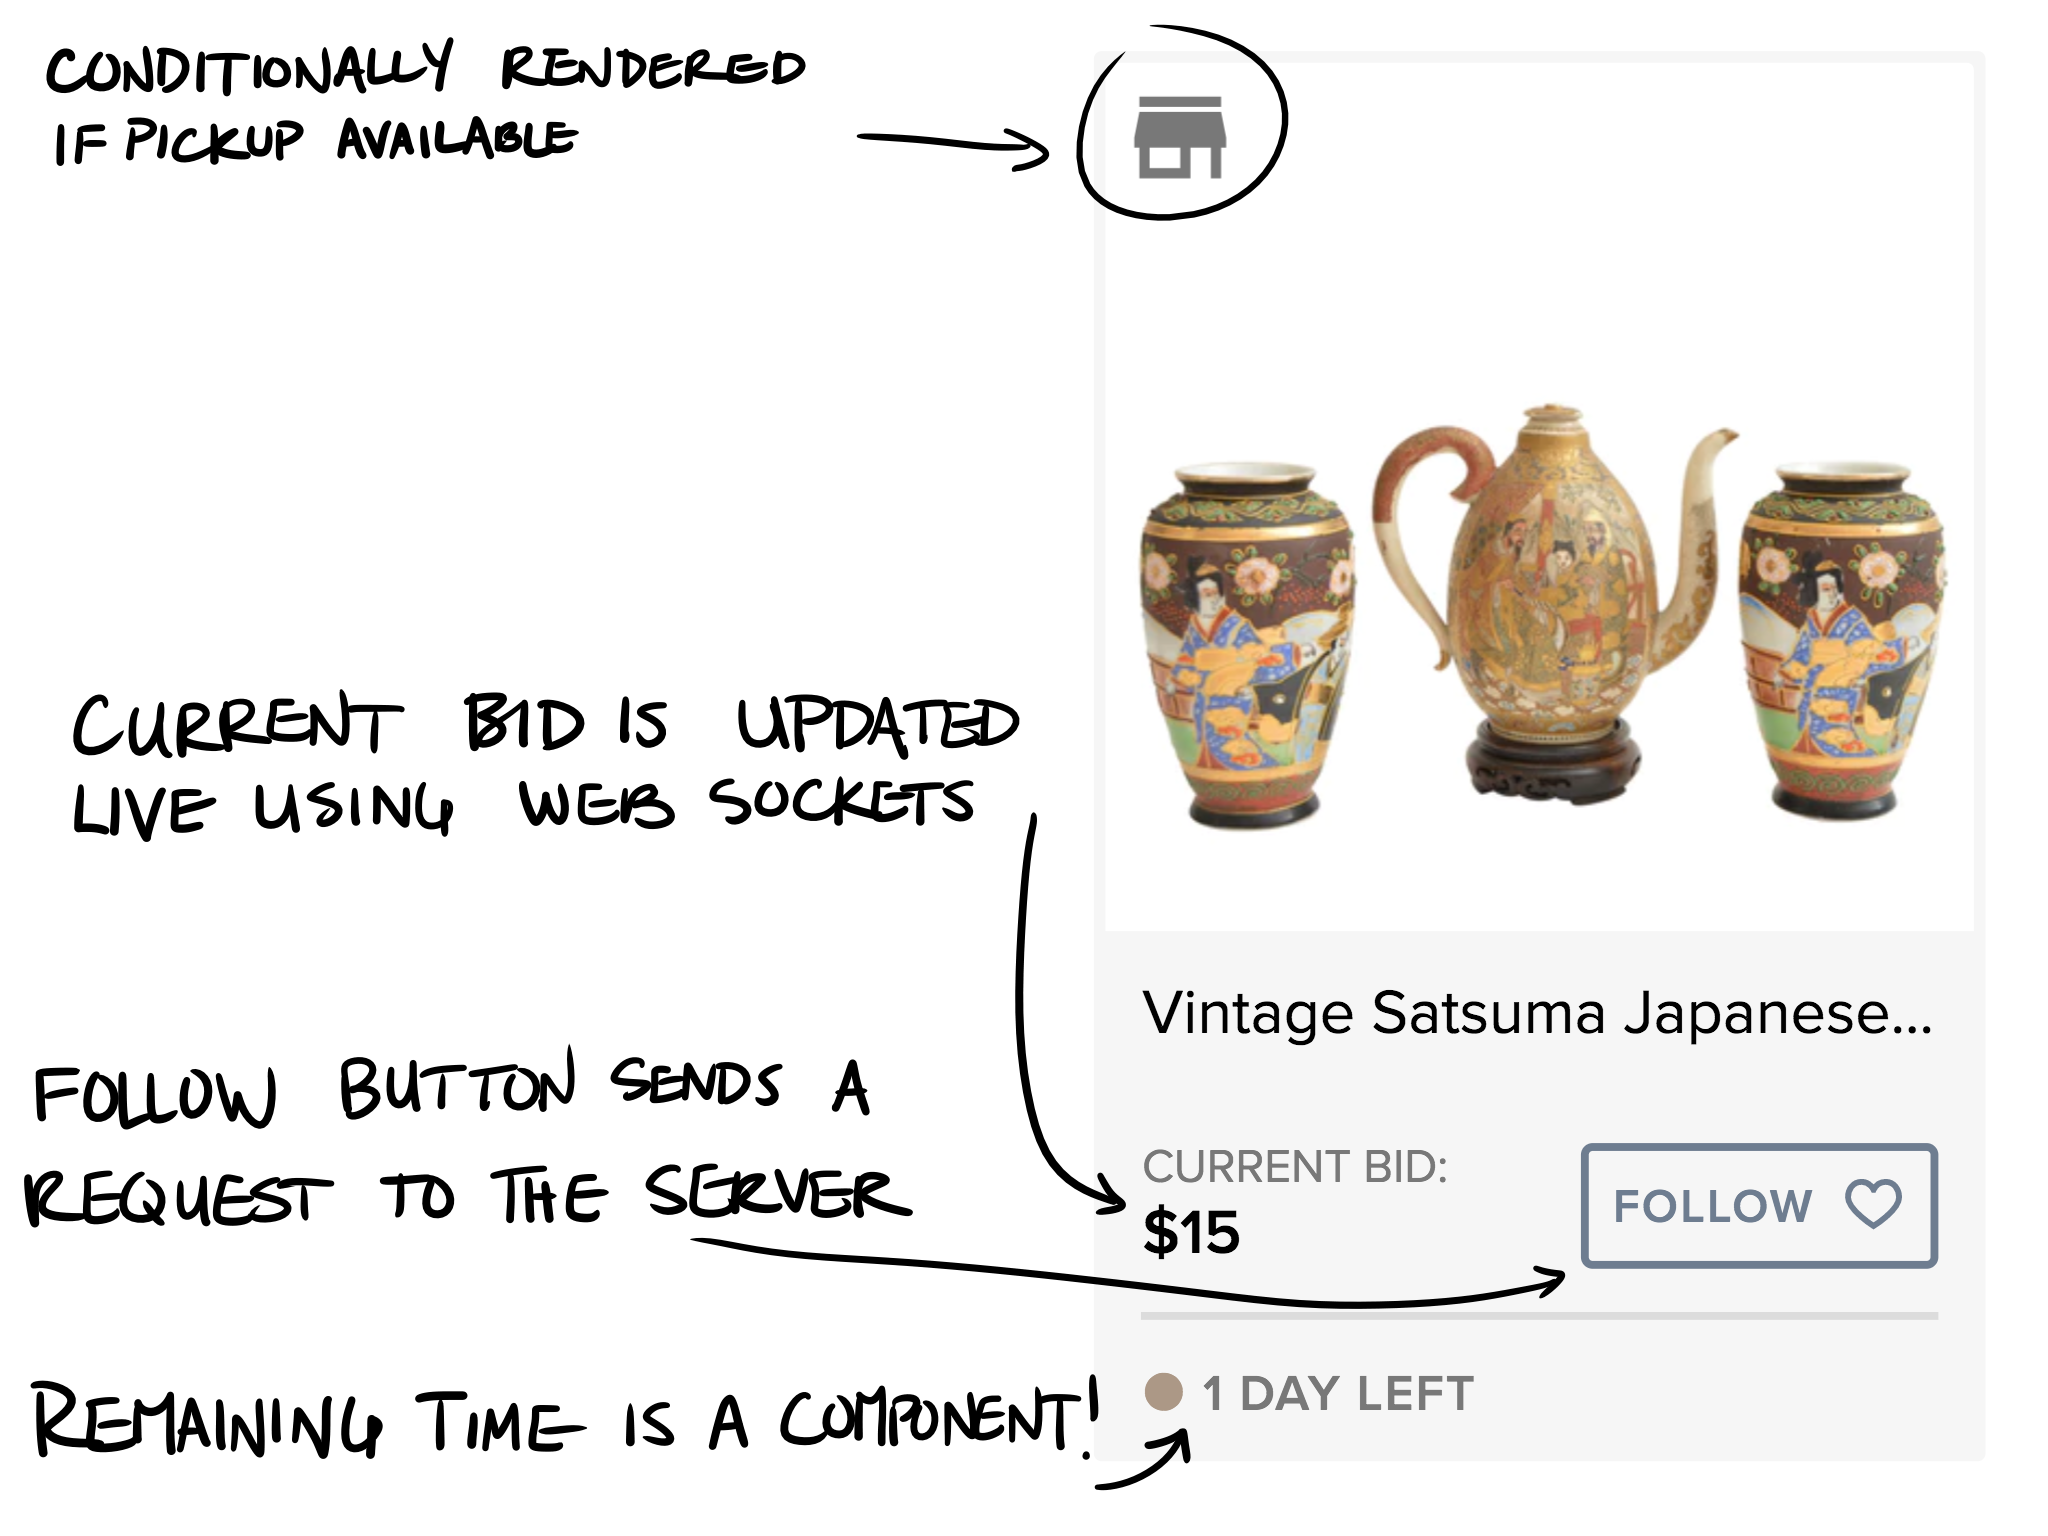 CONDITIONALLY RENDERED
IF PICKUP AVAILABLE
CURRENT BID IS UPDATED
LIVE USING WEB SOCKETS
FOLLOW BUTTON SENDS A
REQUEST TO THE SERVER
REMAINING TIME IS A COMPONENT!
Vintage Satsuma Japanese...
CURRENT BID:
$15
FOLLOW
1 DAY LEFT